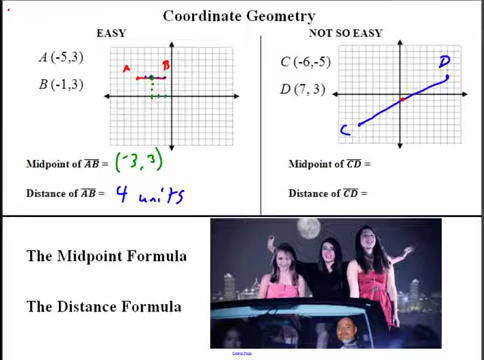 Coordinate Geometry
EASY
A (-5,3)
B (-1,3)
A
B
Midpoint of AB = (-3, 3)
Distance of AB = 4 units
NOT SO EASY
C (-6,-5)
D (7, 3)
D
C
Midpoint of CD =
Distance of CD =
The Midpoint Formula
The Distance Formula